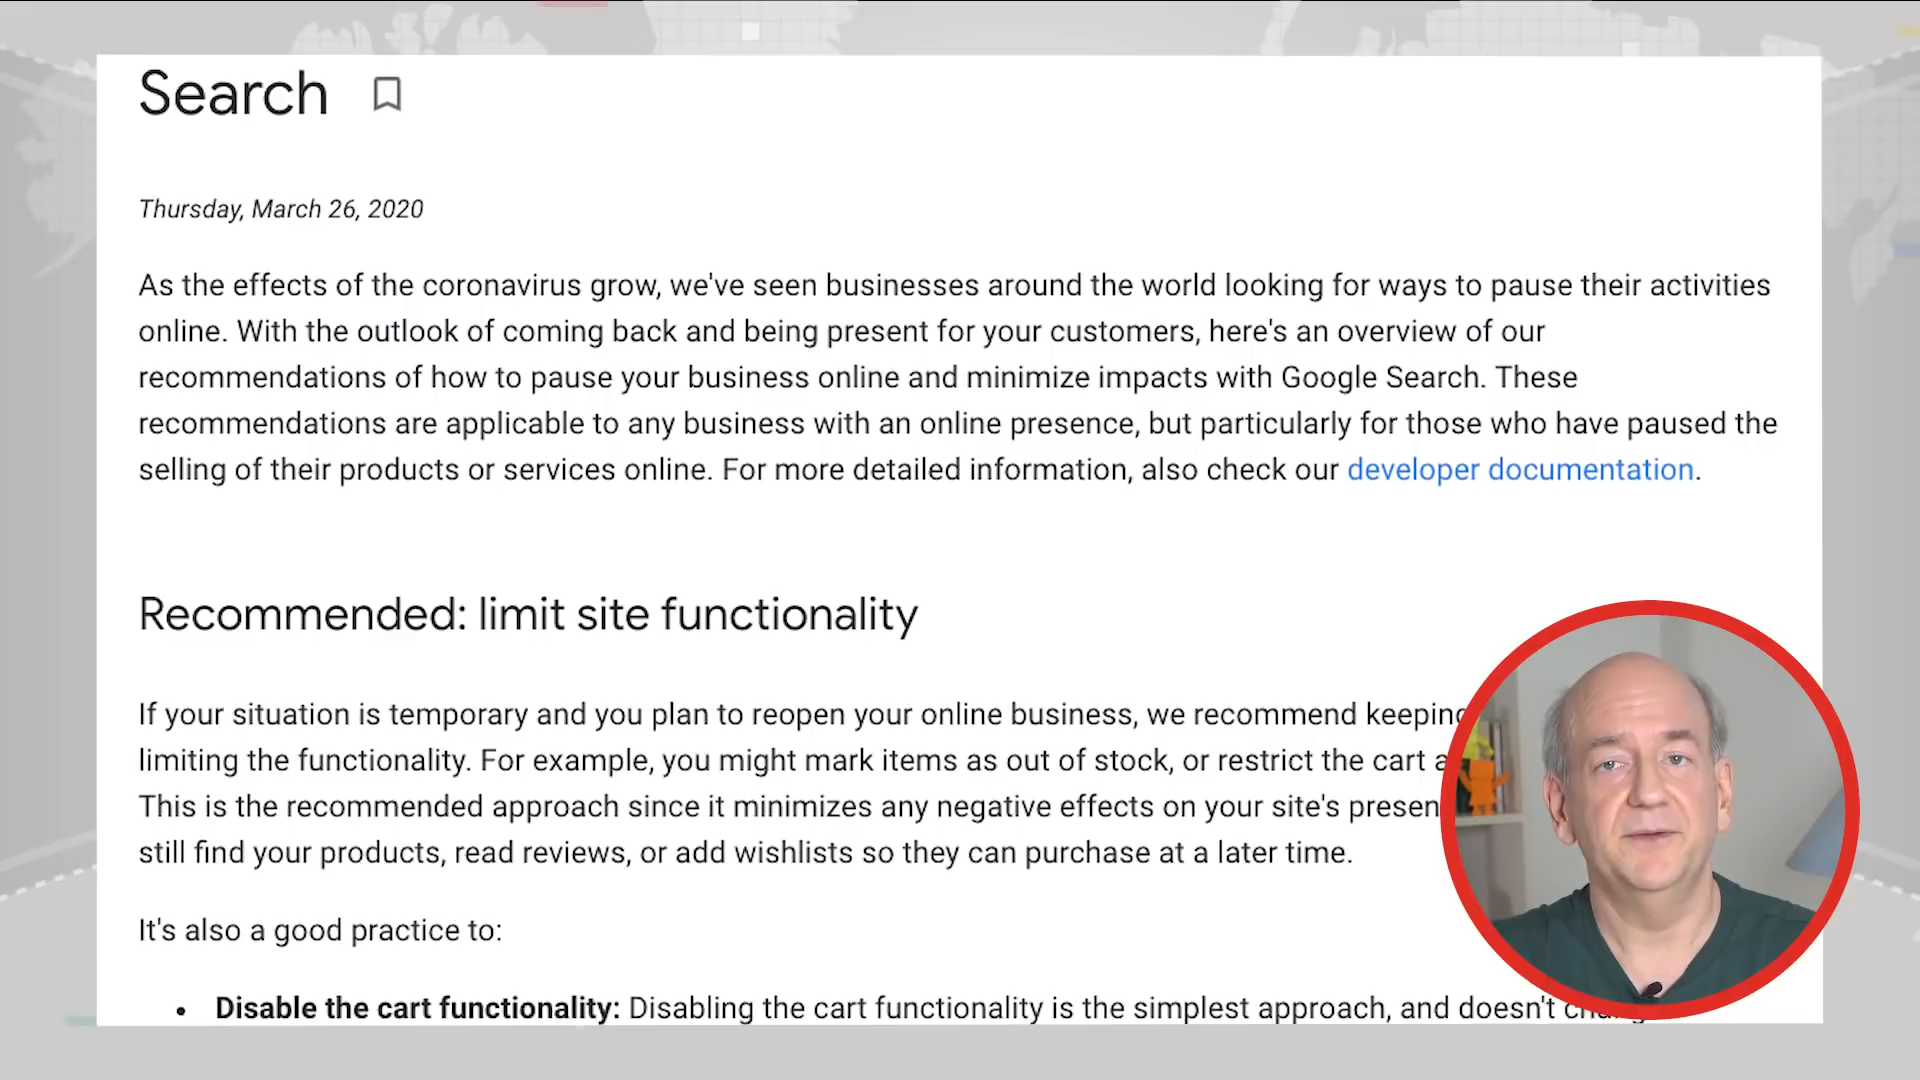 Search
Thursday, March 26, 2020
As the effects of the coronavirus grow, we've seen businesses around the world looking for ways to pause their activities
online. With the outlook of coming back and being present for your customers, here's an overview of our
recommendations of how to pause your business online and minimize impacts with Google Search. These
recommendations are applicable to any business with an online presence, but particularly for those who have paused the
selling of their products or services online. For more detailed information, also check our developer documentation.
Recommended: limit site functionality
If your situation is temporary and you plan to reopen your online business, we recommend keeping
limiting the functionality. For example, you might mark items as out of stock, or restrict the cart
This is the recommended approach since it minimizes any negative effects on your site's
still find your products, read reviews, or add wishlists so they can purchase at a later time.
It's also a good practice to:
• Disable the cart functionality: Disabling the cart functionality is the simplest approach, and doesn't